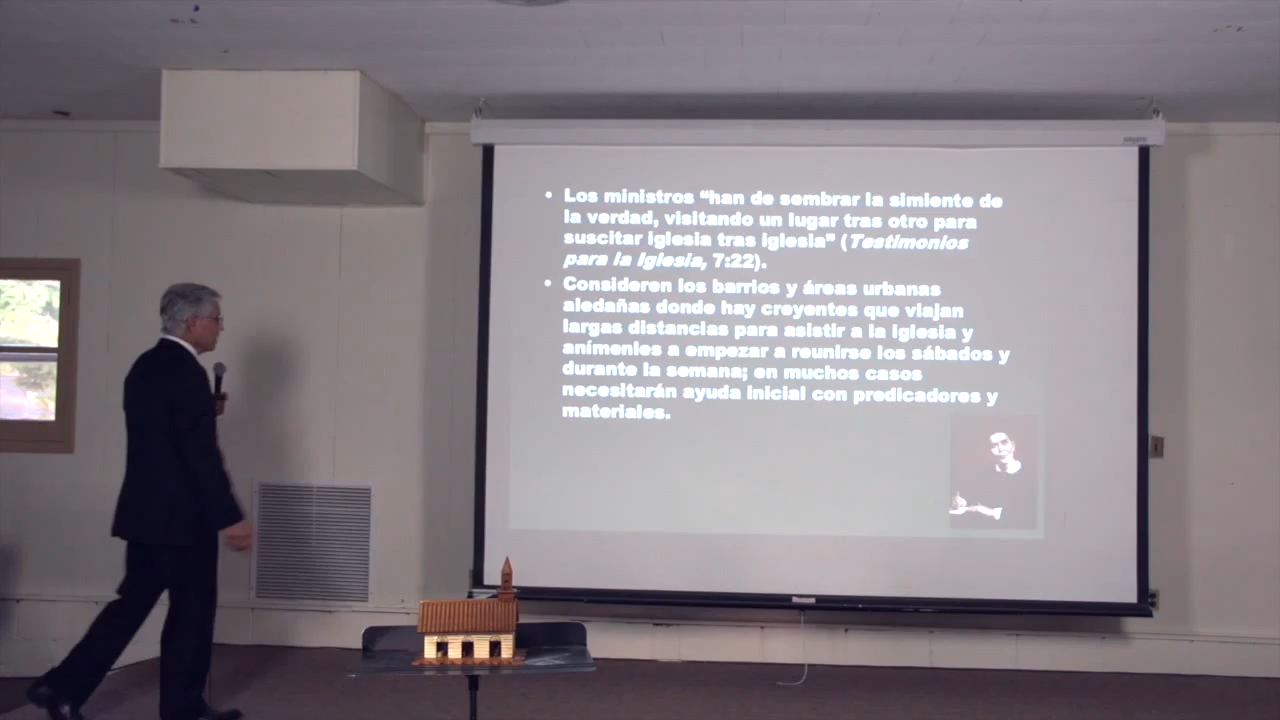 • Los ministros “han de sembrar la simiente de
la verdad, visitando un lugar tras otro para
suscitar iglesia tras iglesia” (Testimonios
para la Iglesia, 7:22).
• Consideren los barrios y áreas urbanas
aledañas donde hay creyentes que viajan
largas distancias para asistir a la iglesia y
anímenles a empezar a reunirse los sábados y
durante la semana; en muchos casos
necesitarán ayuda inicial con predicadores y
materiales.